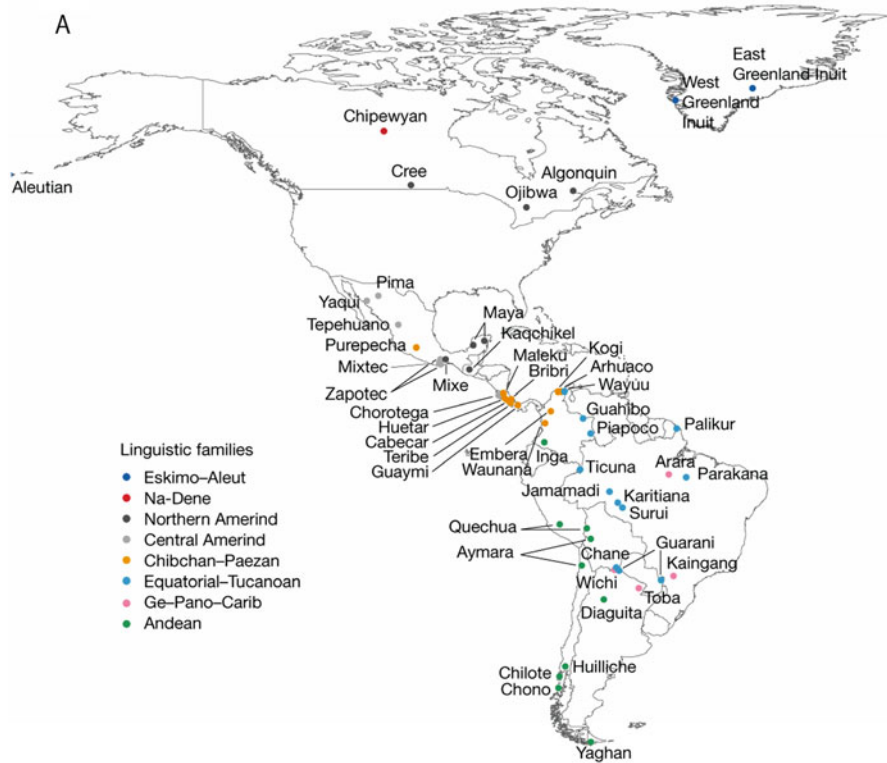 A
East
Greenland Inuit
West
Greenland
Inuit
Chipewyan
Aleutian
Cree
Algonquin
Ojibwa
Pima
Yaqui
Tepehuano
Purepecha
Mixtec
Zapotec
Mixe
Maya
Kaqchikel
Maleku
Bribri
Kogi
Arhuaco
Wayúu
Chorotega
Huetar
Cabecar
Teribe
Guaymi
Embera
Waunana
Inga
Guahibo
Piapoco
Palikur
Ticuna
Arara
Parakana
Jamamadi
Karitiana
Surui
Quechua
Aymara
Chane
Guarani
Kaingang
Wichi
Toba
Diaguita
Huilliche
Chilote
Chono
Yaghan
Linguistic families
Eskimo–Aleut
Na-Dene
Northern Amerind
Central Amerind
Chibchan–Paezan
Equatorial–Tucanoan
Ge–Pano–Carib
Andean